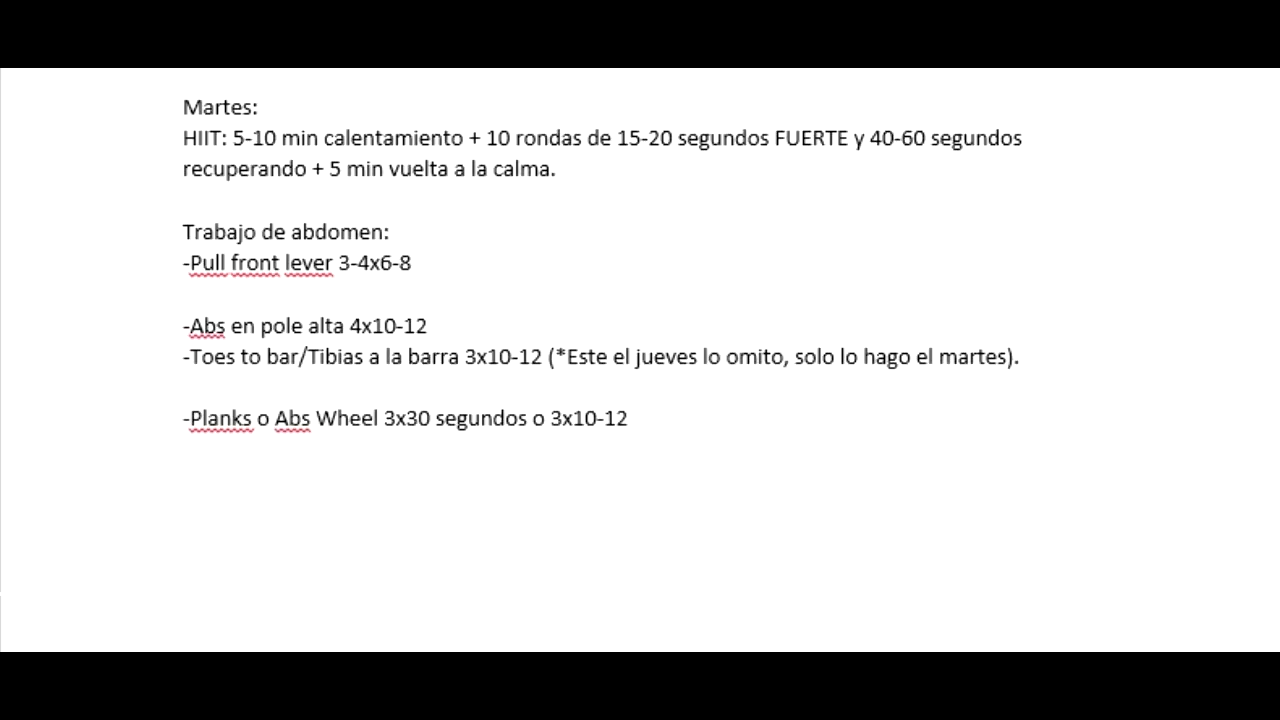 Martes:
HIIT: 5-10 min calentamiento + 10 rondas de 15-20 segundos FUERTE y 40-60 segundos
recuperando + 5 min vuelta a la calma.
Trabajo de abdomen:
-Pull front lever 3-4x6-8
-Abs en pole alta 4x10-12
-Toes to bar/Tibias a la barra 3x10-12 (*Este el jueves lo omito, solo lo hago el martes).
-Planks o Abs Wheel 3x30 segundos o 3x10-12